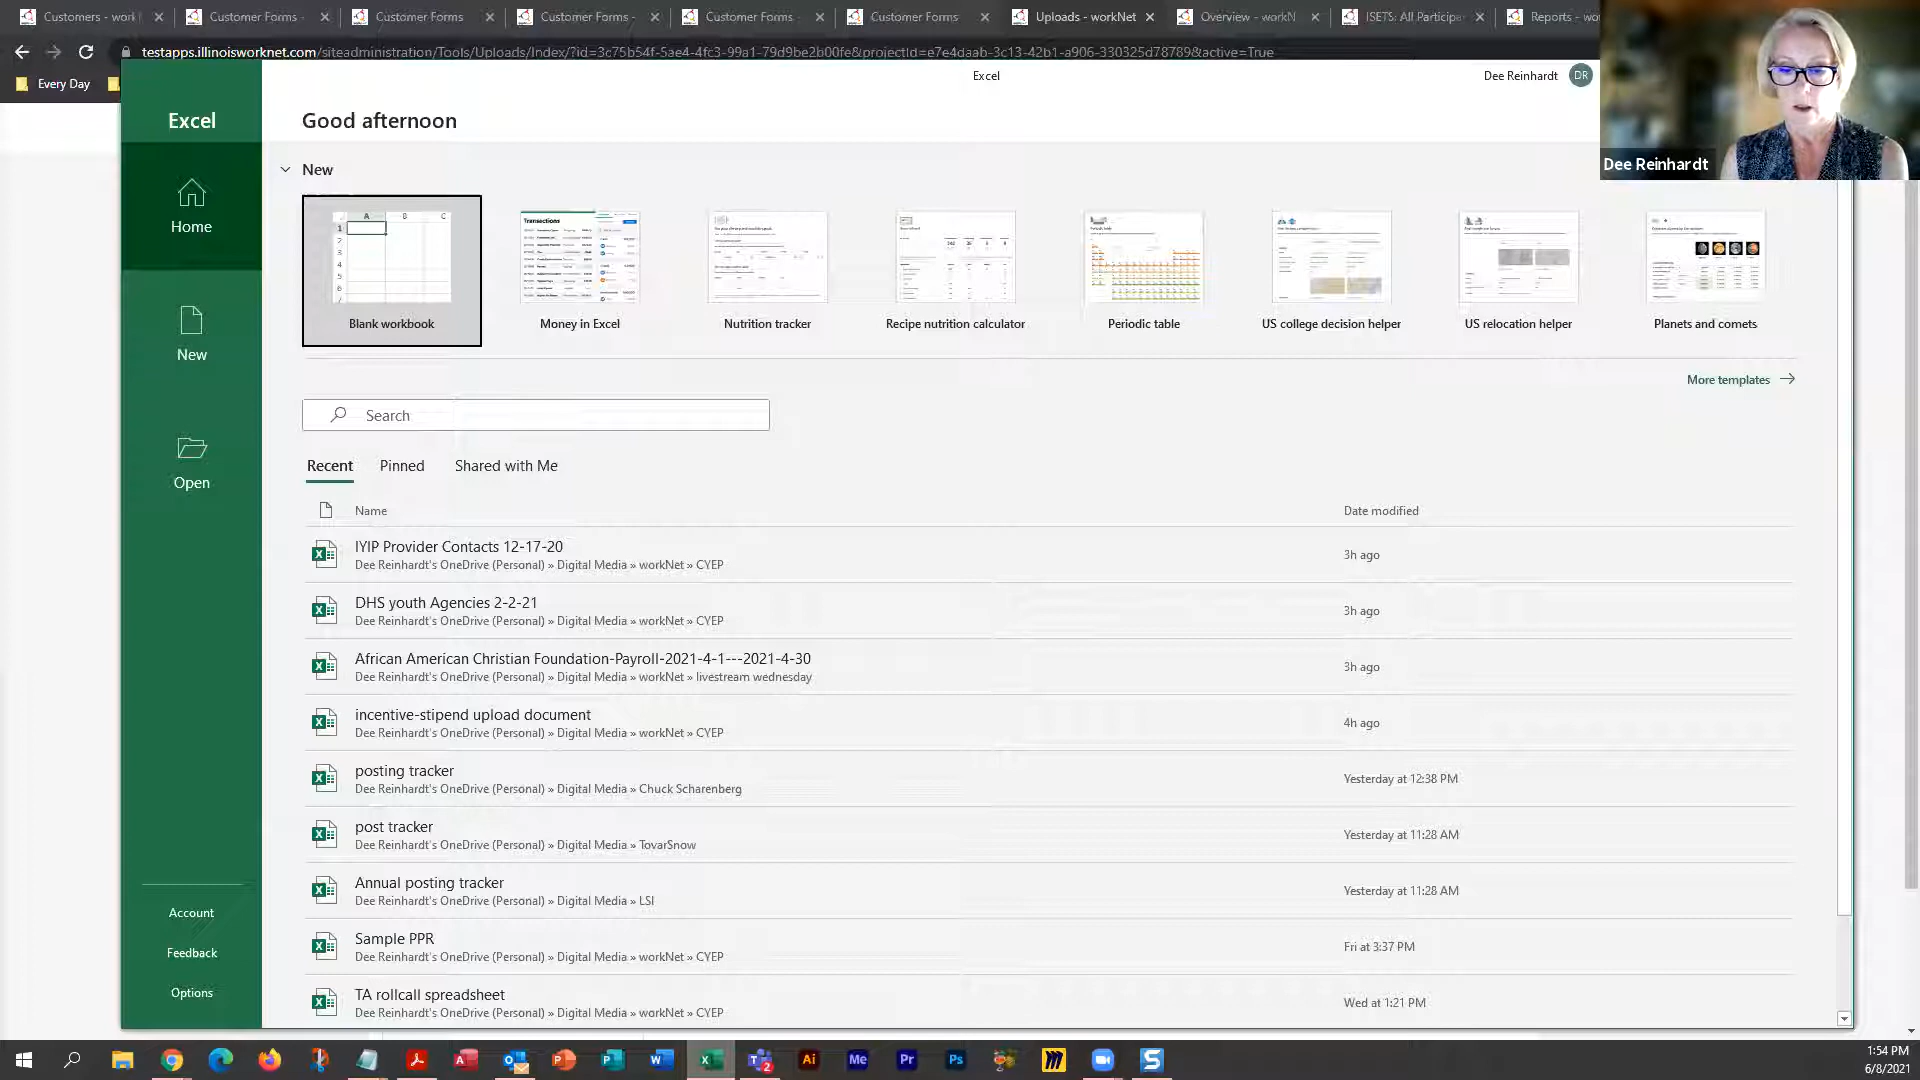 Customers - work
Customer Forms -
Customer Forms
Customer Forms -
Customer Forms
Customer Forms
Uploads - workNet
Overview - workN
ISETS: All Participa
Reports - wo
testapps.illinoisworknet.com/siteadministration/Tools/Uploads/Index/?id=3c75b54f-5ae4-4fc3-99a1-79d9be2b00fe&projectId=e7e4daab-3c13-42b1-a906-330325d78789&active=True
Every Day
Excel
Dee Reinhardt DR
Dee Reinhardt
Excel
Home
New
Open
Account
Feedback
Options
Good afternoon
New
A B C
1
2
3
4
5
6
7
Transactions
Blank workbook
Money in Excel
Nutrition tracker
Recipe nutrition calculator
Periodic table
US college decision helper
US relocation helper
Planets and comets
More templates
Search
Recent Pinned Shared with Me
Name Date modified
IYIP Provider Contacts 12-17-20
Dee Reinhardt's OneDrive (Personal) » Digital Media » workNet » CYEP
3h ago
DHS youth Agencies 2-2-21
Dee Reinhardt's OneDrive (Personal) » Digital Media » workNet » CYEP
3h ago
African American Christian Foundation-Payroll-2021-4-1---2021-4-30
Dee Reinhardt's OneDrive (Personal) » Digital Media » workNet » livestream wednesday
3h ago
incentive-stipend upload document
Dee Reinhardt's OneDrive (Personal) » Digital Media » workNet » CYEP
4h ago
posting tracker
Dee Reinhardt's OneDrive (Personal) » Digital Media » Chuck Scharenberg
Yesterday at 12:38 PM
post tracker
Dee Reinhardt's OneDrive (Personal) » Digital Media » TovarSnow
Yesterday at 11:28 AM
Annual posting tracker
Dee Reinhardt's OneDrive (Personal) » Digital Media » LSI
Yesterday at 11:28 AM
Sample PPR
Dee Reinhardt's OneDrive (Personal) » Digital Media » workNet » CYEP
Fri at 3:37 PM
TA rollcall spreadsheet
Dee Reinhardt's OneDrive (Personal) » Digital Media » workNet » CYEP
Wed at 1:21 PM
1:54 PM
6/8/2021